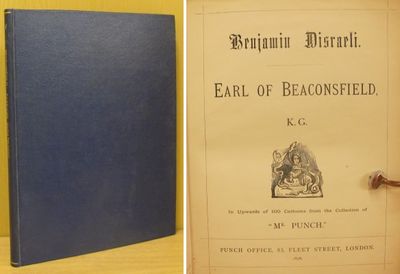 Benjamin Disraeli.
EARL OF BEACONSFIELD,
K. G.
In Upwards of 100 Cartoons from the Collection of
"MR. PUNCH."
PUNCH OFFICE, 85, FLEET STREET, LONDON.